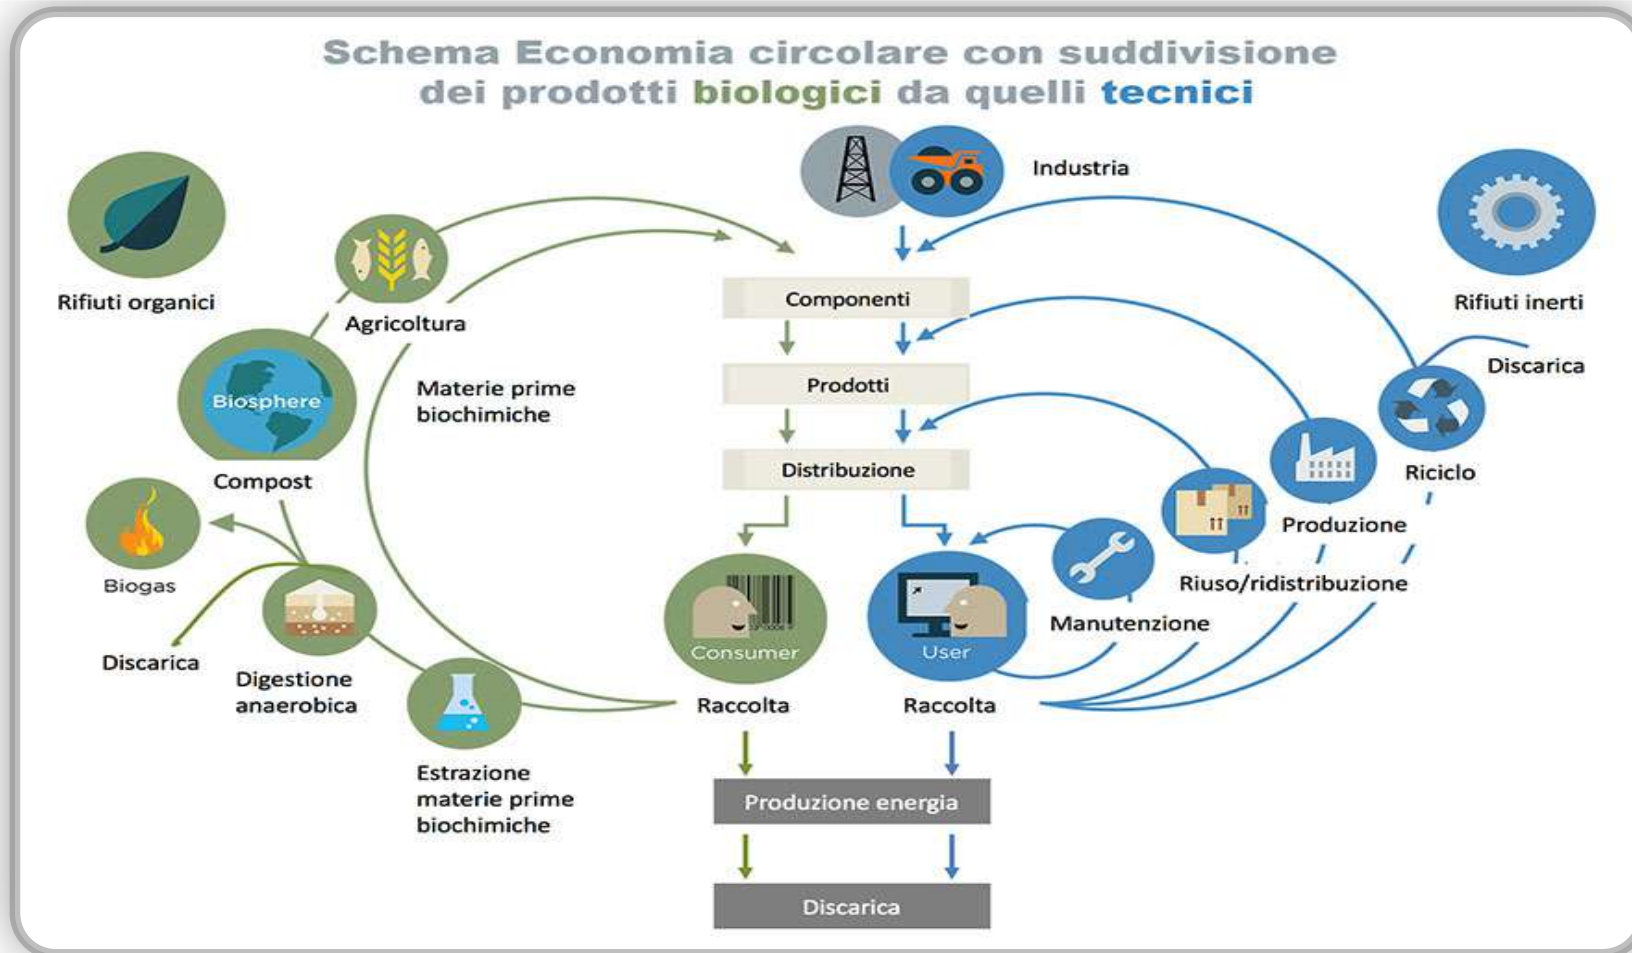 Schema Economia circolare con suddivisione
dei prodotti biologici da quelli tecnici
Industria
Rifiuti organici
Rifiuti inerti
Agricoltura
Componenti
Discarica
Materie prime
biochimiche
Prodotti
Biosphere
Compost
Distribuzione
Riciclo
Produzione
Biogas
Riuso/ridistribuzione
Manutenzione
Consumer
User
Discarica
Digestione
anaerobica
Raccolta
Raccolta
Estrazione
materie prime
biochimiche
Produzione energia
Discarica